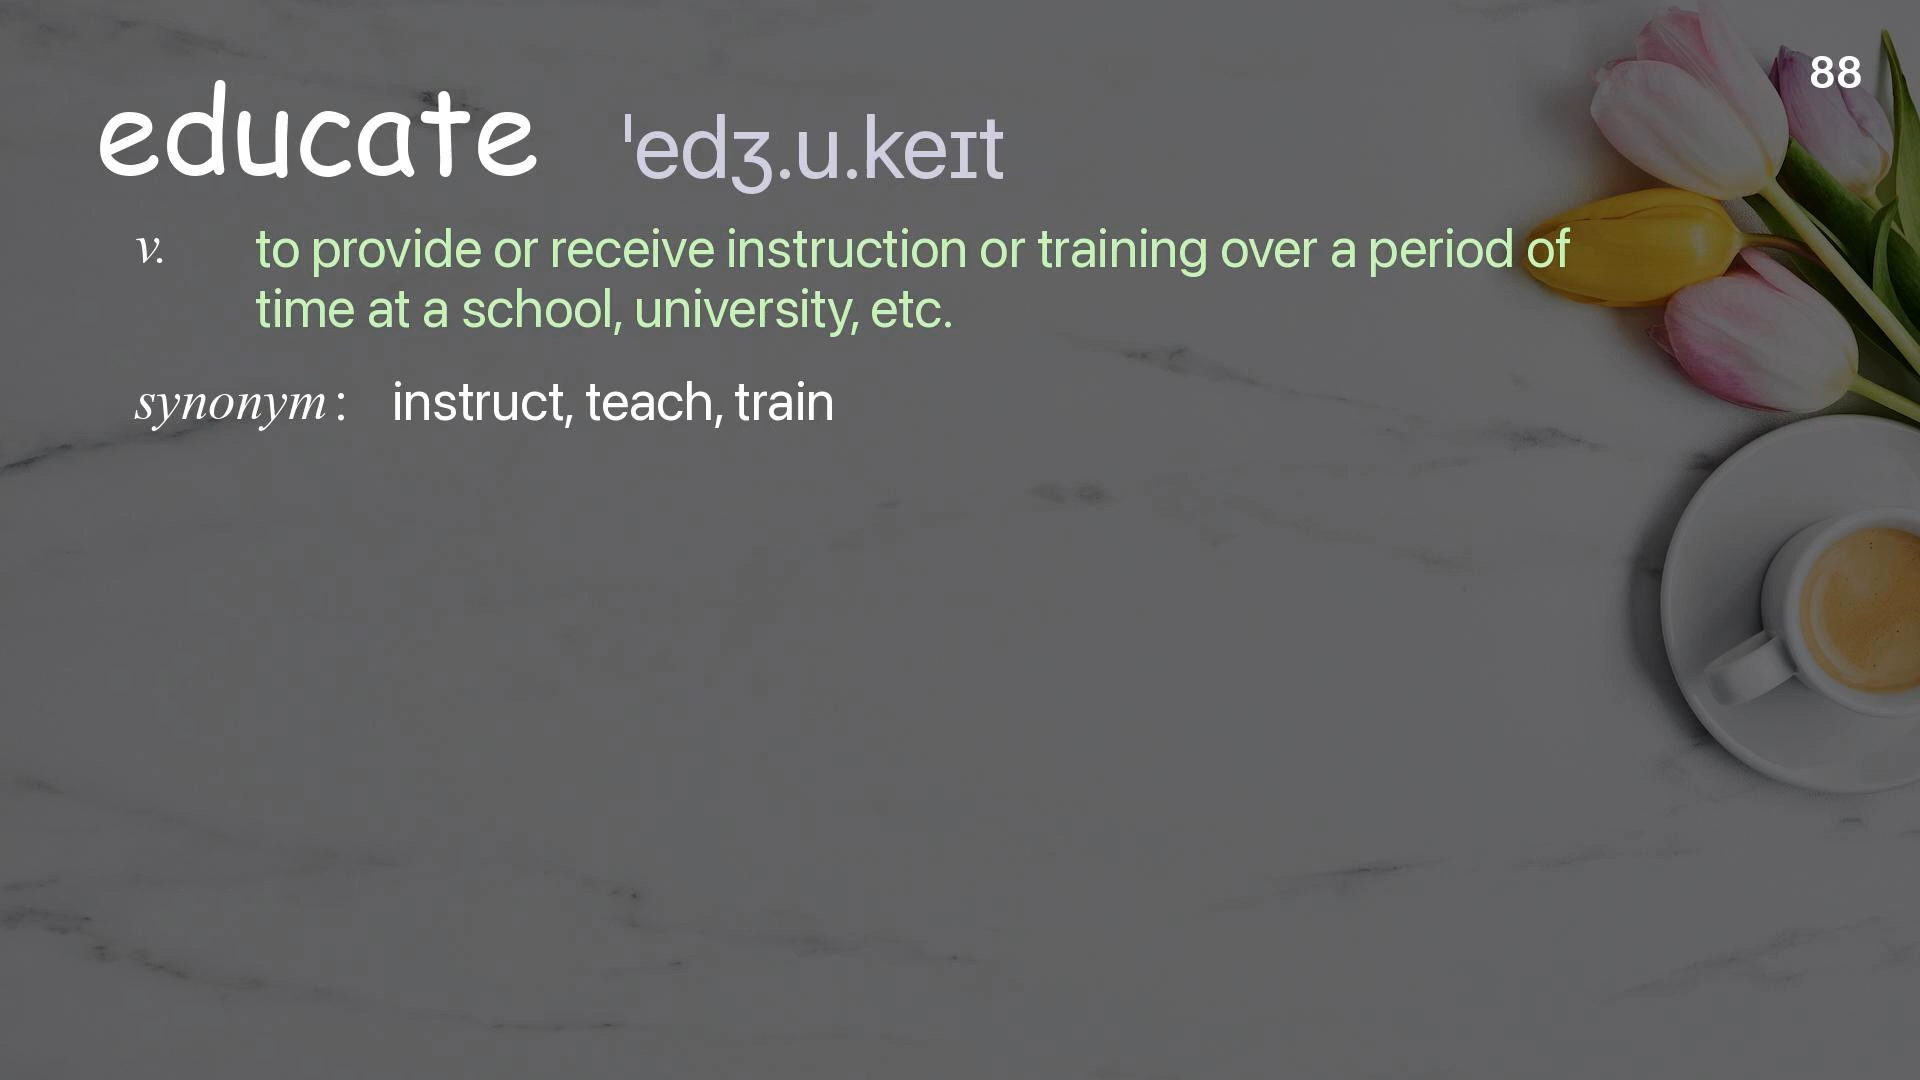 88
educate ˈedʒ.u.keɪt
v. to provide or receive instruction or training over a period of
time at a school, university, etc.
synonym : instruct, teach, train